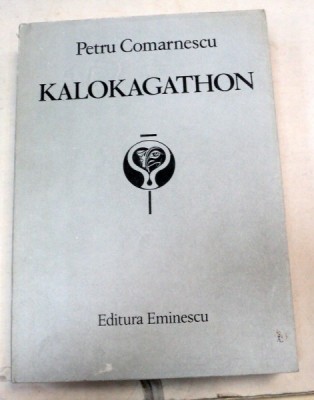 Petru Comarnescu
KALOKAGATHON
Editura Eminescu